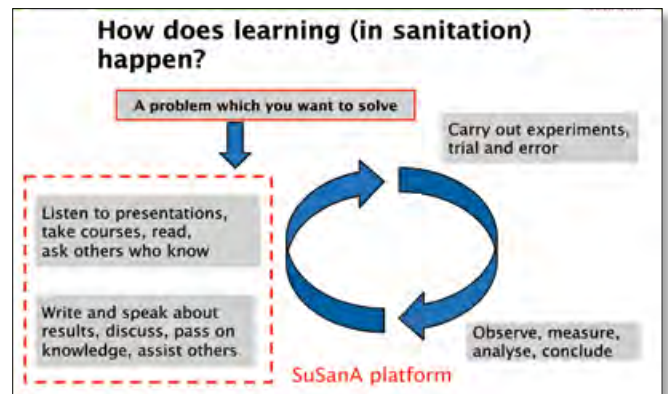 How does learning (in sanitation)
happen?
A problem which you want to solve
Carry out experiments,
trial and error
Listen to presentations,
take courses, read,
ask others who know
Write and speak about
results, discuss, pass on
knowledge, assist others
Observe, measure,
analyse, conclude
SuSanA platform